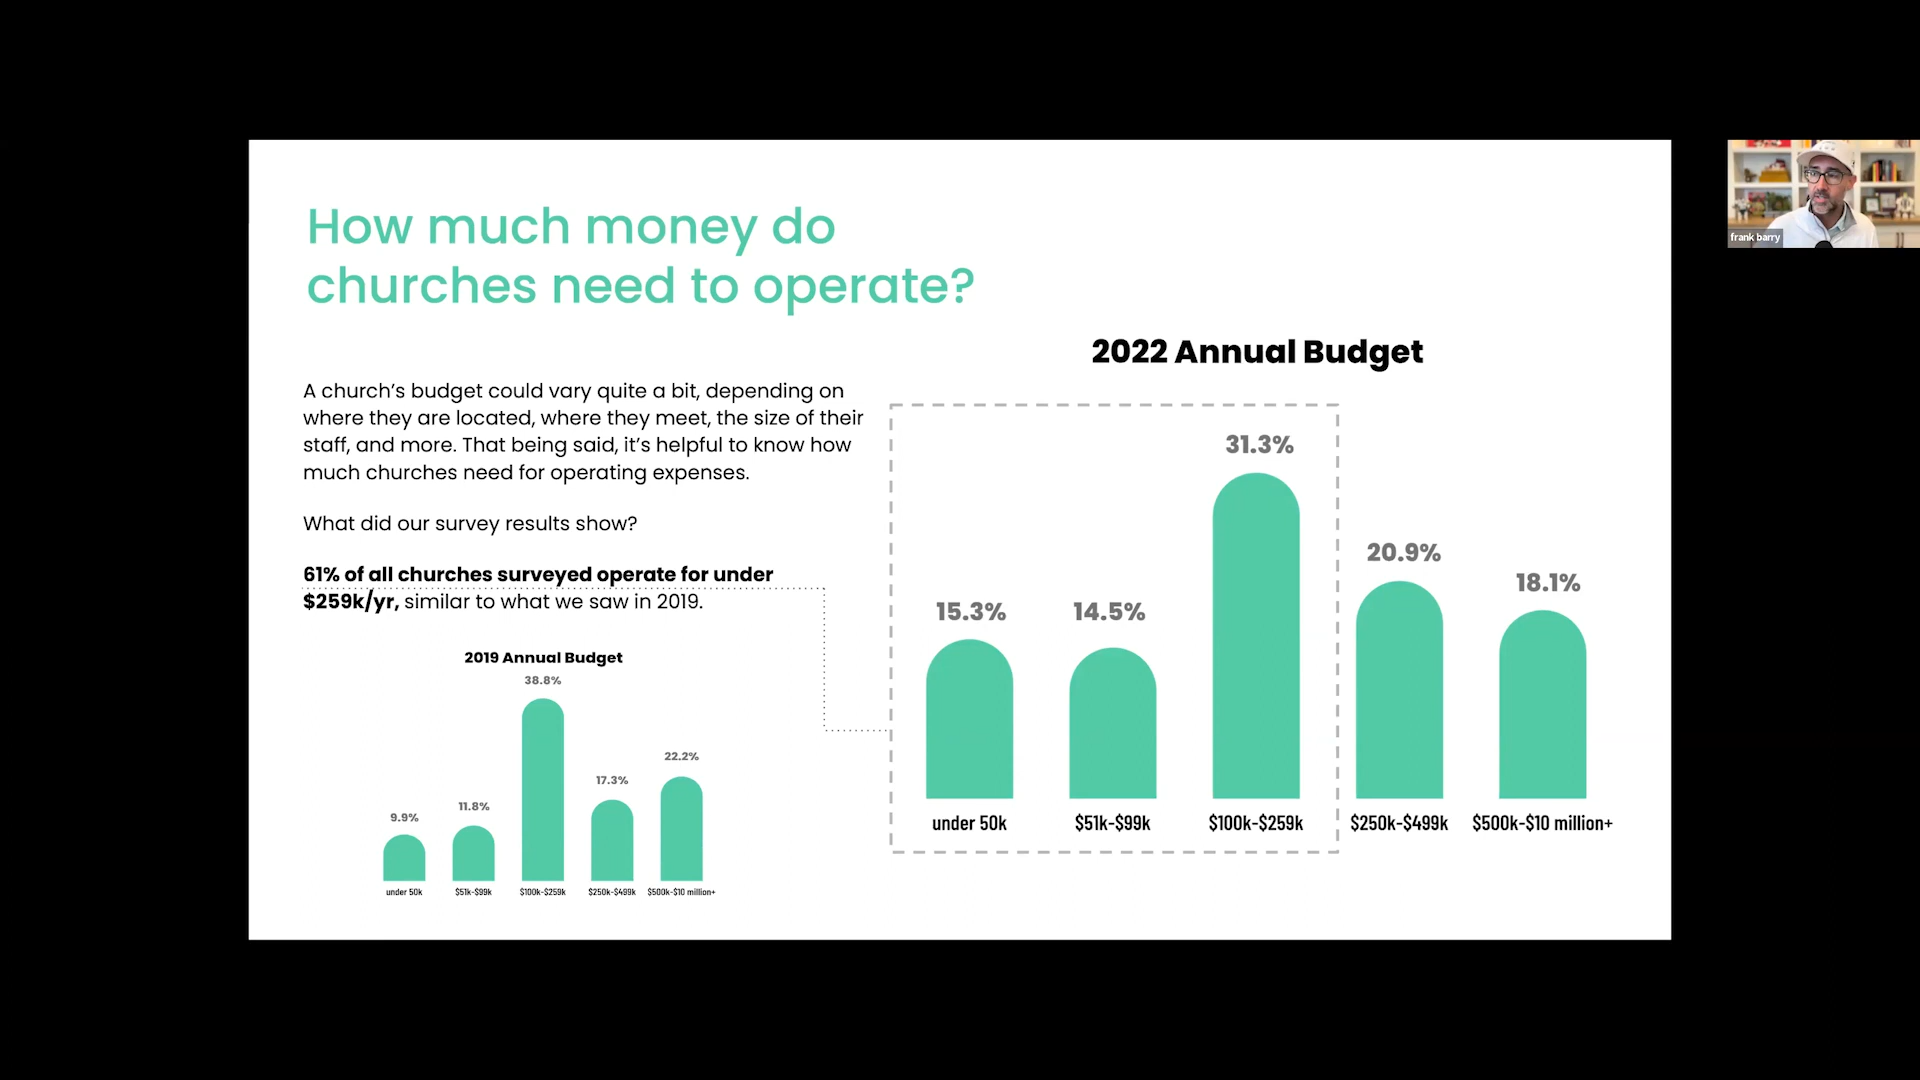 How much money do
churches need to operate?
2022 Annual Budget
A church's budget could vary quite a bit, depending on
where they are located, where they meet, the size of their
staff, and more. That being said, it's helpful to know how
much churches need for operating expenses.
What did our survey results show?
61% of all churches surveyed operate for under
$259k/yr, similar to what we saw in 2019.
2019 Annual Budget
38.8%
22.2%
17.3%
11.8%
9.9%
under 50k $51k-$99k $100k-$259k $250k-$499k $500k-$10 million+
31.3%
20.9%
18.1%
15.3% 14.5%
under 50k $51k-$99k $100k-$259k $250k-$499k $500k-$10 million+
frank barry